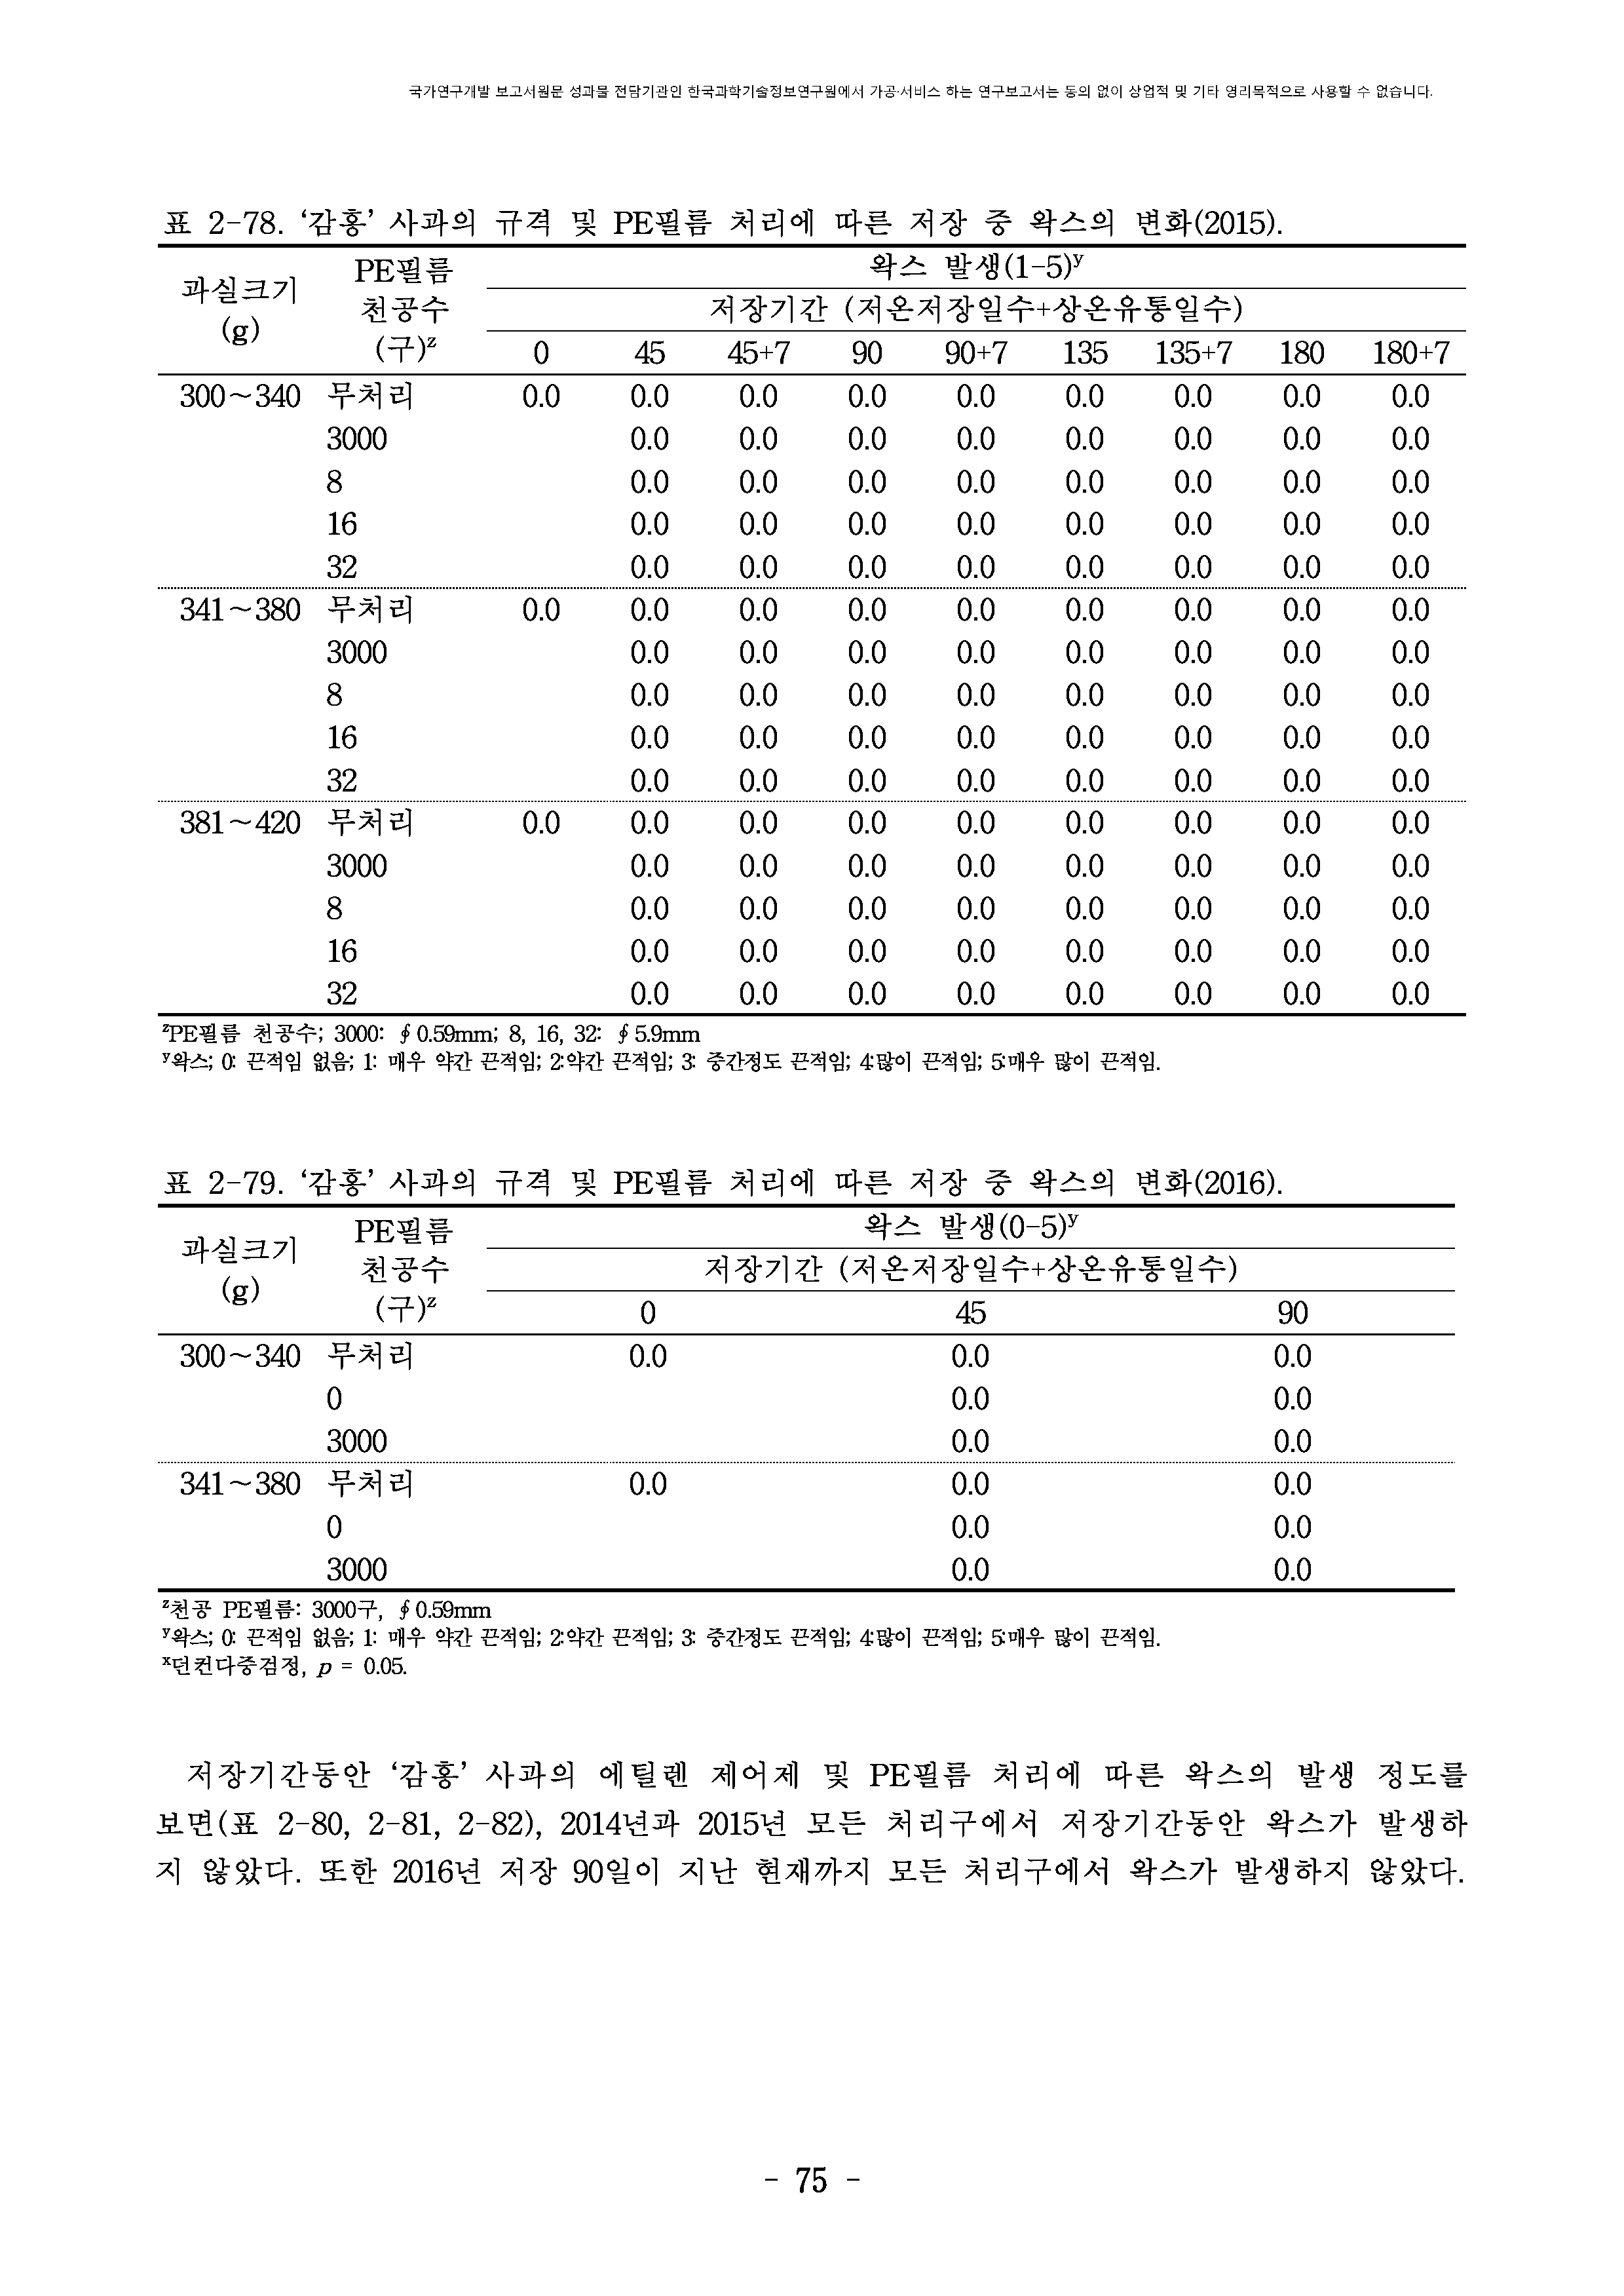 국가연구개발 보고서원문 성과물 전담기관인 한국과학기술정보연구원에서 가공·서비스 하는 연구보고서는 동의 없이 상업적 및 기타 영리목적으로 사용할 수 없습니다.
표 2-78. ‘감홍’ 사과의 규격 및 PE필름 처리에 따른 저장 중 왁스의 변화(2015).
과실크기 (g) PE필름 천공수 (구)ᶻ 왁스 발생(1-5)ʸ
저장기간 (저온저장일수+상온유통일수)
0 45 45+7 90 90+7 135 135+7 180 180+7
300~340 무처리 0.0 0.0 0.0 0.0 0.0 0.0 0.0 0.0 0.0
3000 0.0 0.0 0.0 0.0 0.0 0.0 0.0 0.0
8 0.0 0.0 0.0 0.0 0.0 0.0 0.0 0.0
16 0.0 0.0 0.0 0.0 0.0 0.0 0.0 0.0
32 0.0 0.0 0.0 0.0 0.0 0.0 0.0 0.0
341~380 무처리 0.0 0.0 0.0 0.0 0.0 0.0 0.0 0.0 0.0
3000 0.0 0.0 0.0 0.0 0.0 0.0 0.0 0.0
8 0.0 0.0 0.0 0.0 0.0 0.0 0.0 0.0
16 0.0 0.0 0.0 0.0 0.0 0.0 0.0 0.0
32 0.0 0.0 0.0 0.0 0.0 0.0 0.0 0.0
381~420 무처리 0.0 0.0 0.0 0.0 0.0 0.0 0.0 0.0 0.0
3000 0.0 0.0 0.0 0.0 0.0 0.0 0.0 0.0
8 0.0 0.0 0.0 0.0 0.0 0.0 0.0 0.0
16 0.0 0.0 0.0 0.0 0.0 0.0 0.0 0.0
32 0.0 0.0 0.0 0.0 0.0 0.0 0.0 0.0
ᶻPE필름 천공수; 3000: ∮0.59mm; 8, 16, 32: ∮5.9mm
ʸ왁스; 0: 끈적임 없음; 1: 매우 약간 끈적임; 2:약간 끈적임; 3: 중간정도 끈적임; 4:많이 끈적임; 5:매우 많이 끈적임.
표 2-79. ‘감홍’ 사과의 규격 및 PE필름 처리에 따른 저장 중 왁스의 변화(2016).
과실크기 (g) PE필름 천공수 (구)ᶻ 왁스 발생(0-5)ʸ
저장기간 (저온저장일수+상온유통일수)
0 45 90
300~340 무처리 0.0 0.0 0.0
0 0.0 0.0
3000 0.0 0.0
341~380 무처리 0.0 0.0 0.0
0 0.0 0.0
3000 0.0 0.0
ᶻ천공 PE필름: 3000구, ∮0.59mm
ʸ왁스; 0: 끈적임 없음; 1: 매우 약간 끈적임; 2:약간 끈적임; 3: 중간정도 끈적임; 4:많이 끈적임; 5:매우 많이 끈적임.
ˣ던컨다중검정, p = 0.05.
저장기간동안 ‘감홍’ 사과의 에틸렌 제어제 및 PE필름 처리에 따른 왁스의 발생 정도를
보면(표 2-80, 2-81, 2-82), 2014년과 2015년 모든 처리구에서 저장기간동안 왁스가 발생하
지 않았다. 또한 2016년 저장 90일이 지난 현재까지 모든 처리구에서 왁스가 발생하지 않았다.
- 75 -